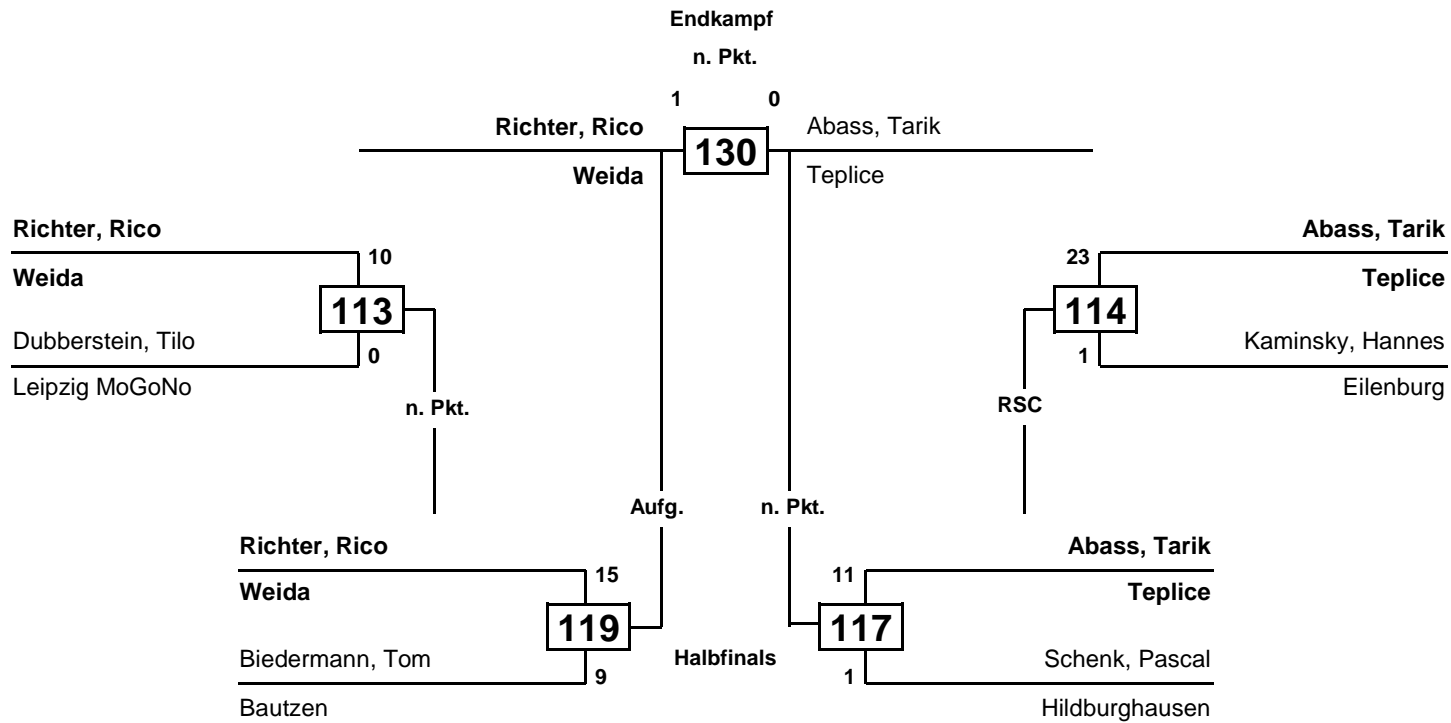 Endkampf
n. Pkt.
1 0
Richter, Rico 130 Abass, Tarik
Weida Teplice
Richter, Rico
10
Weida
113
Dubberstein, Tilo
0
Leipzig MoGoNo
n. Pkt.
Abass, Tarik
23
Teplice
114
Kaminsky, Hannes
1
Eilenburg
RSC
Aufg. n. Pkt.
Richter, Rico
15
Weida
119
Biedermann, Tom
9
Bautzen
Halbfinals
Abass, Tarik
11
Teplice
117
Schenk, Pascal
1
Hildburghausen